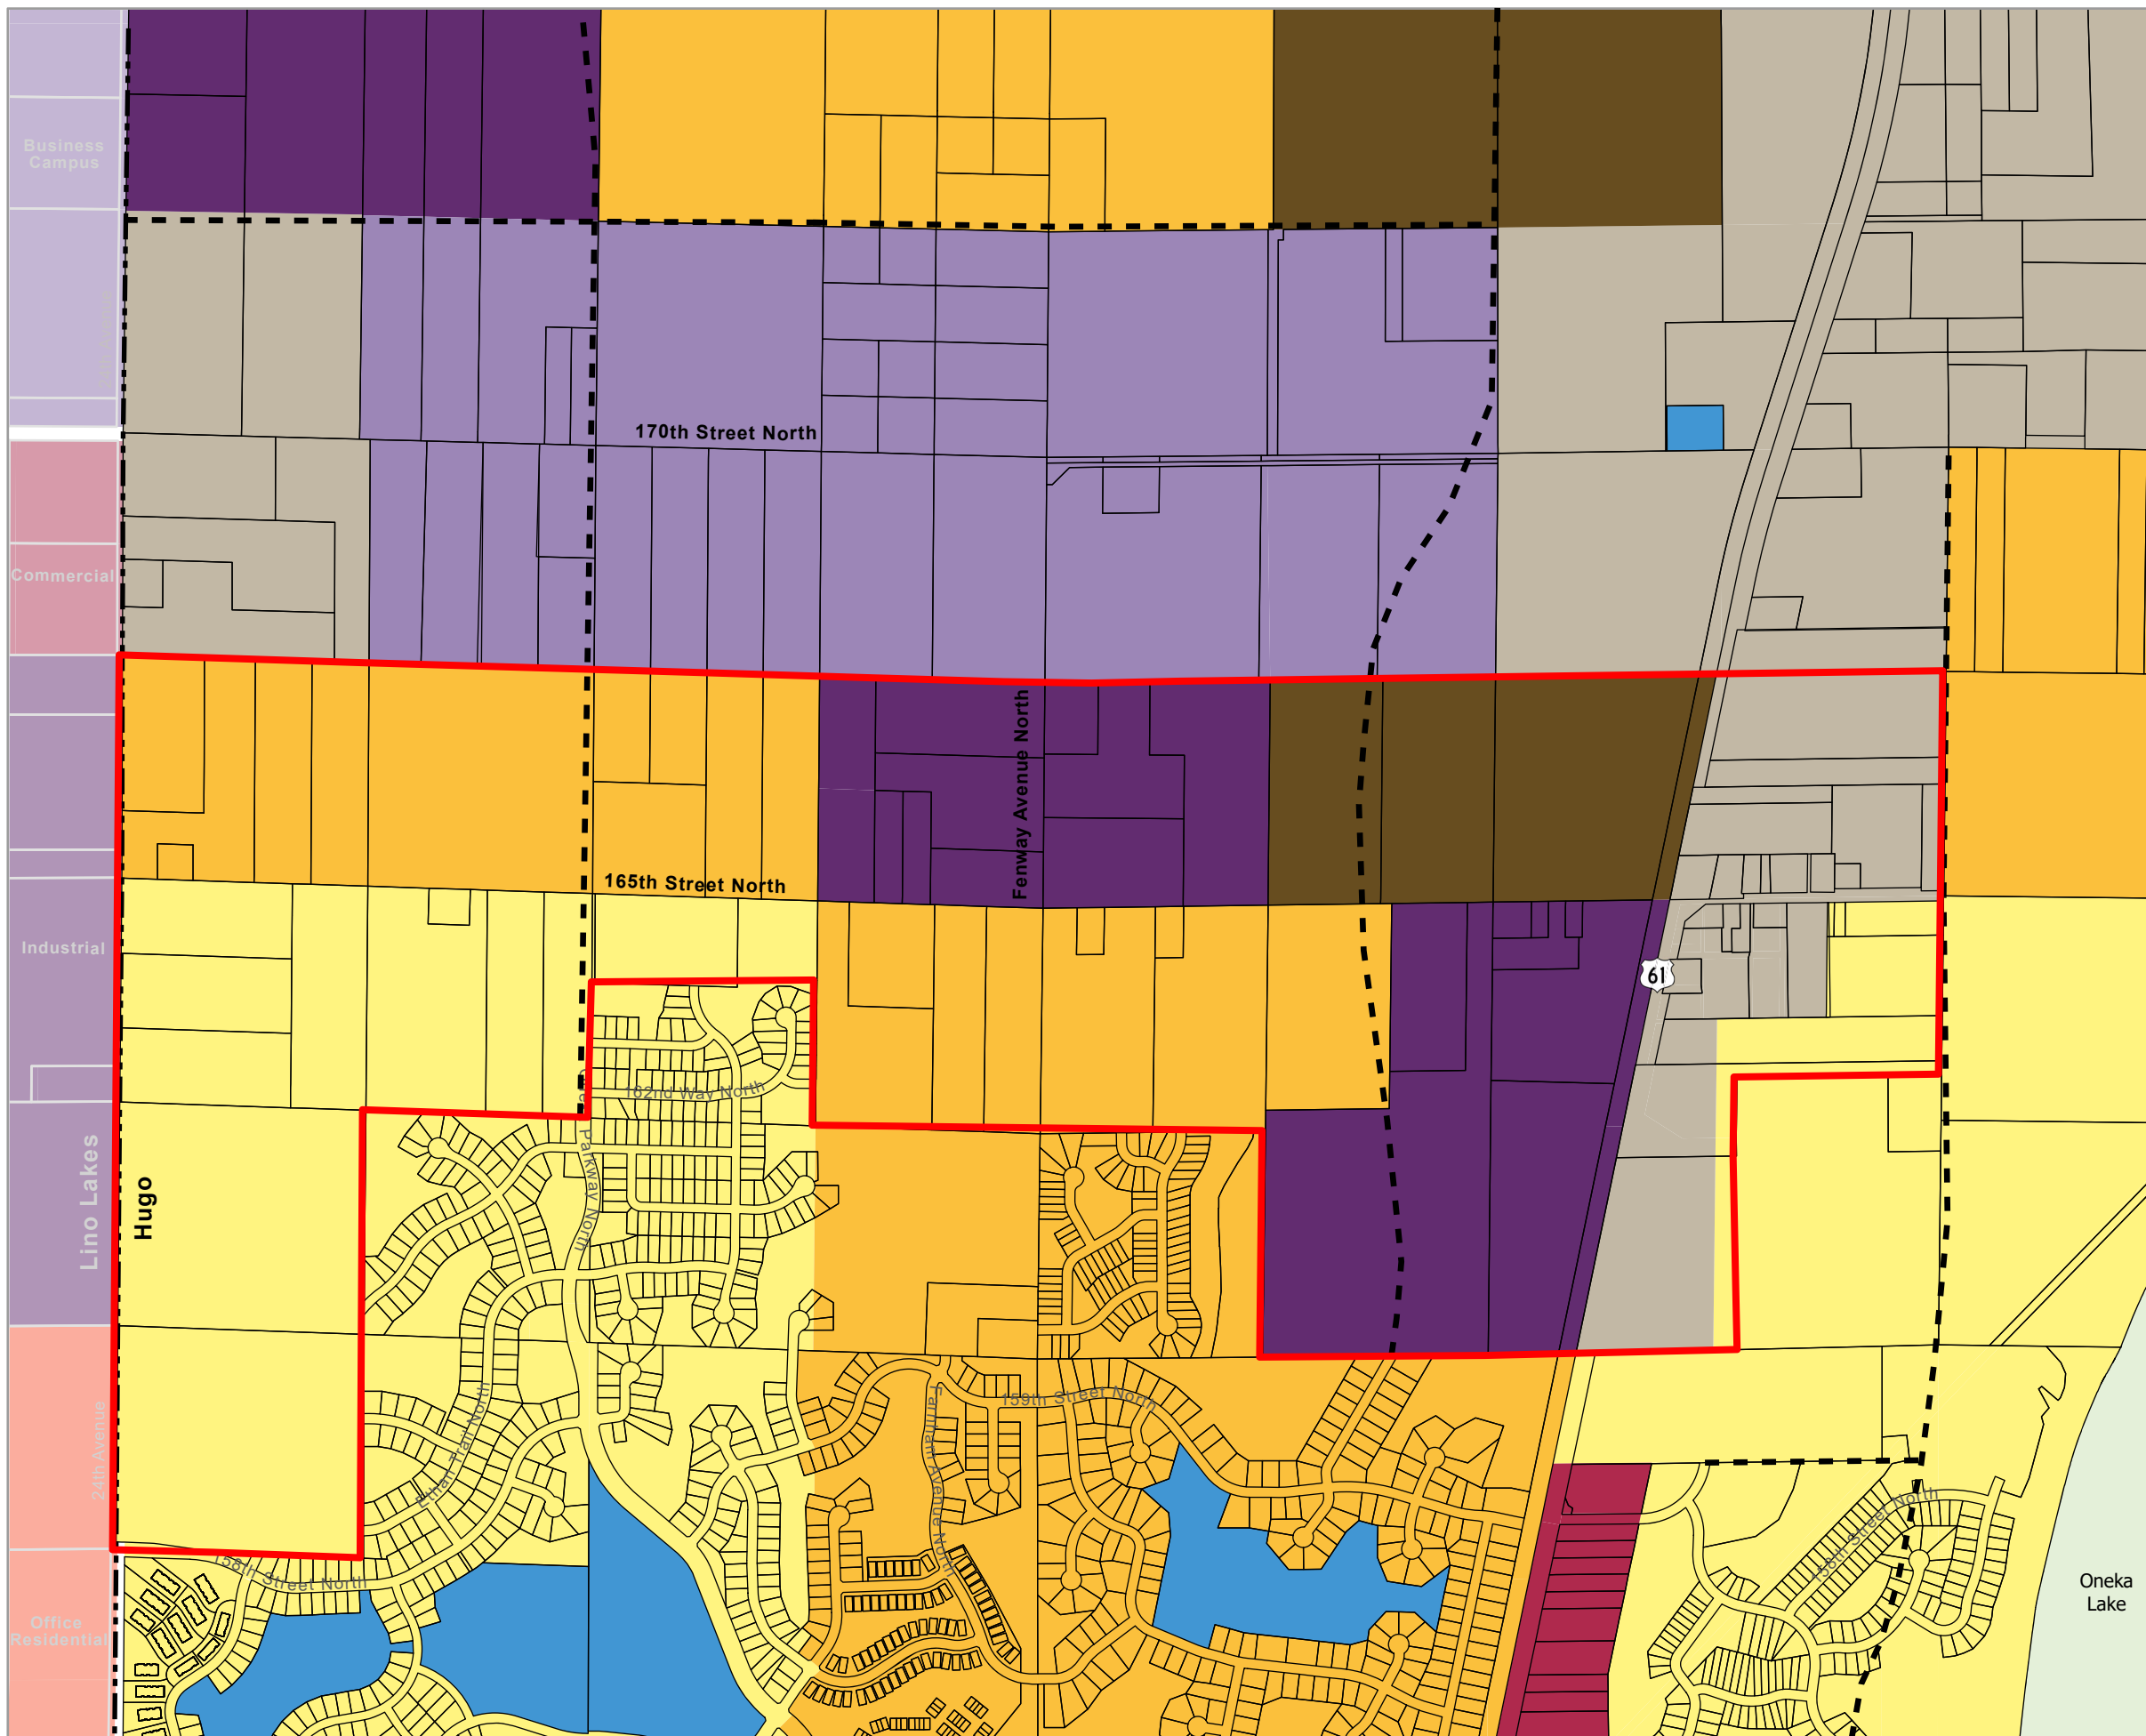 Business
Campus
170th Street North
Commercial
Fenway Avenue North
165th Street North
Industrial
61
162nd Way North
Parkway North
Lino Lakes
Hugo
Ethan Trail North
Farnham Avenue North
159th Street North
24th Avenue
158th Street North
158th Street North
Oneka
Lake
Office
Residential